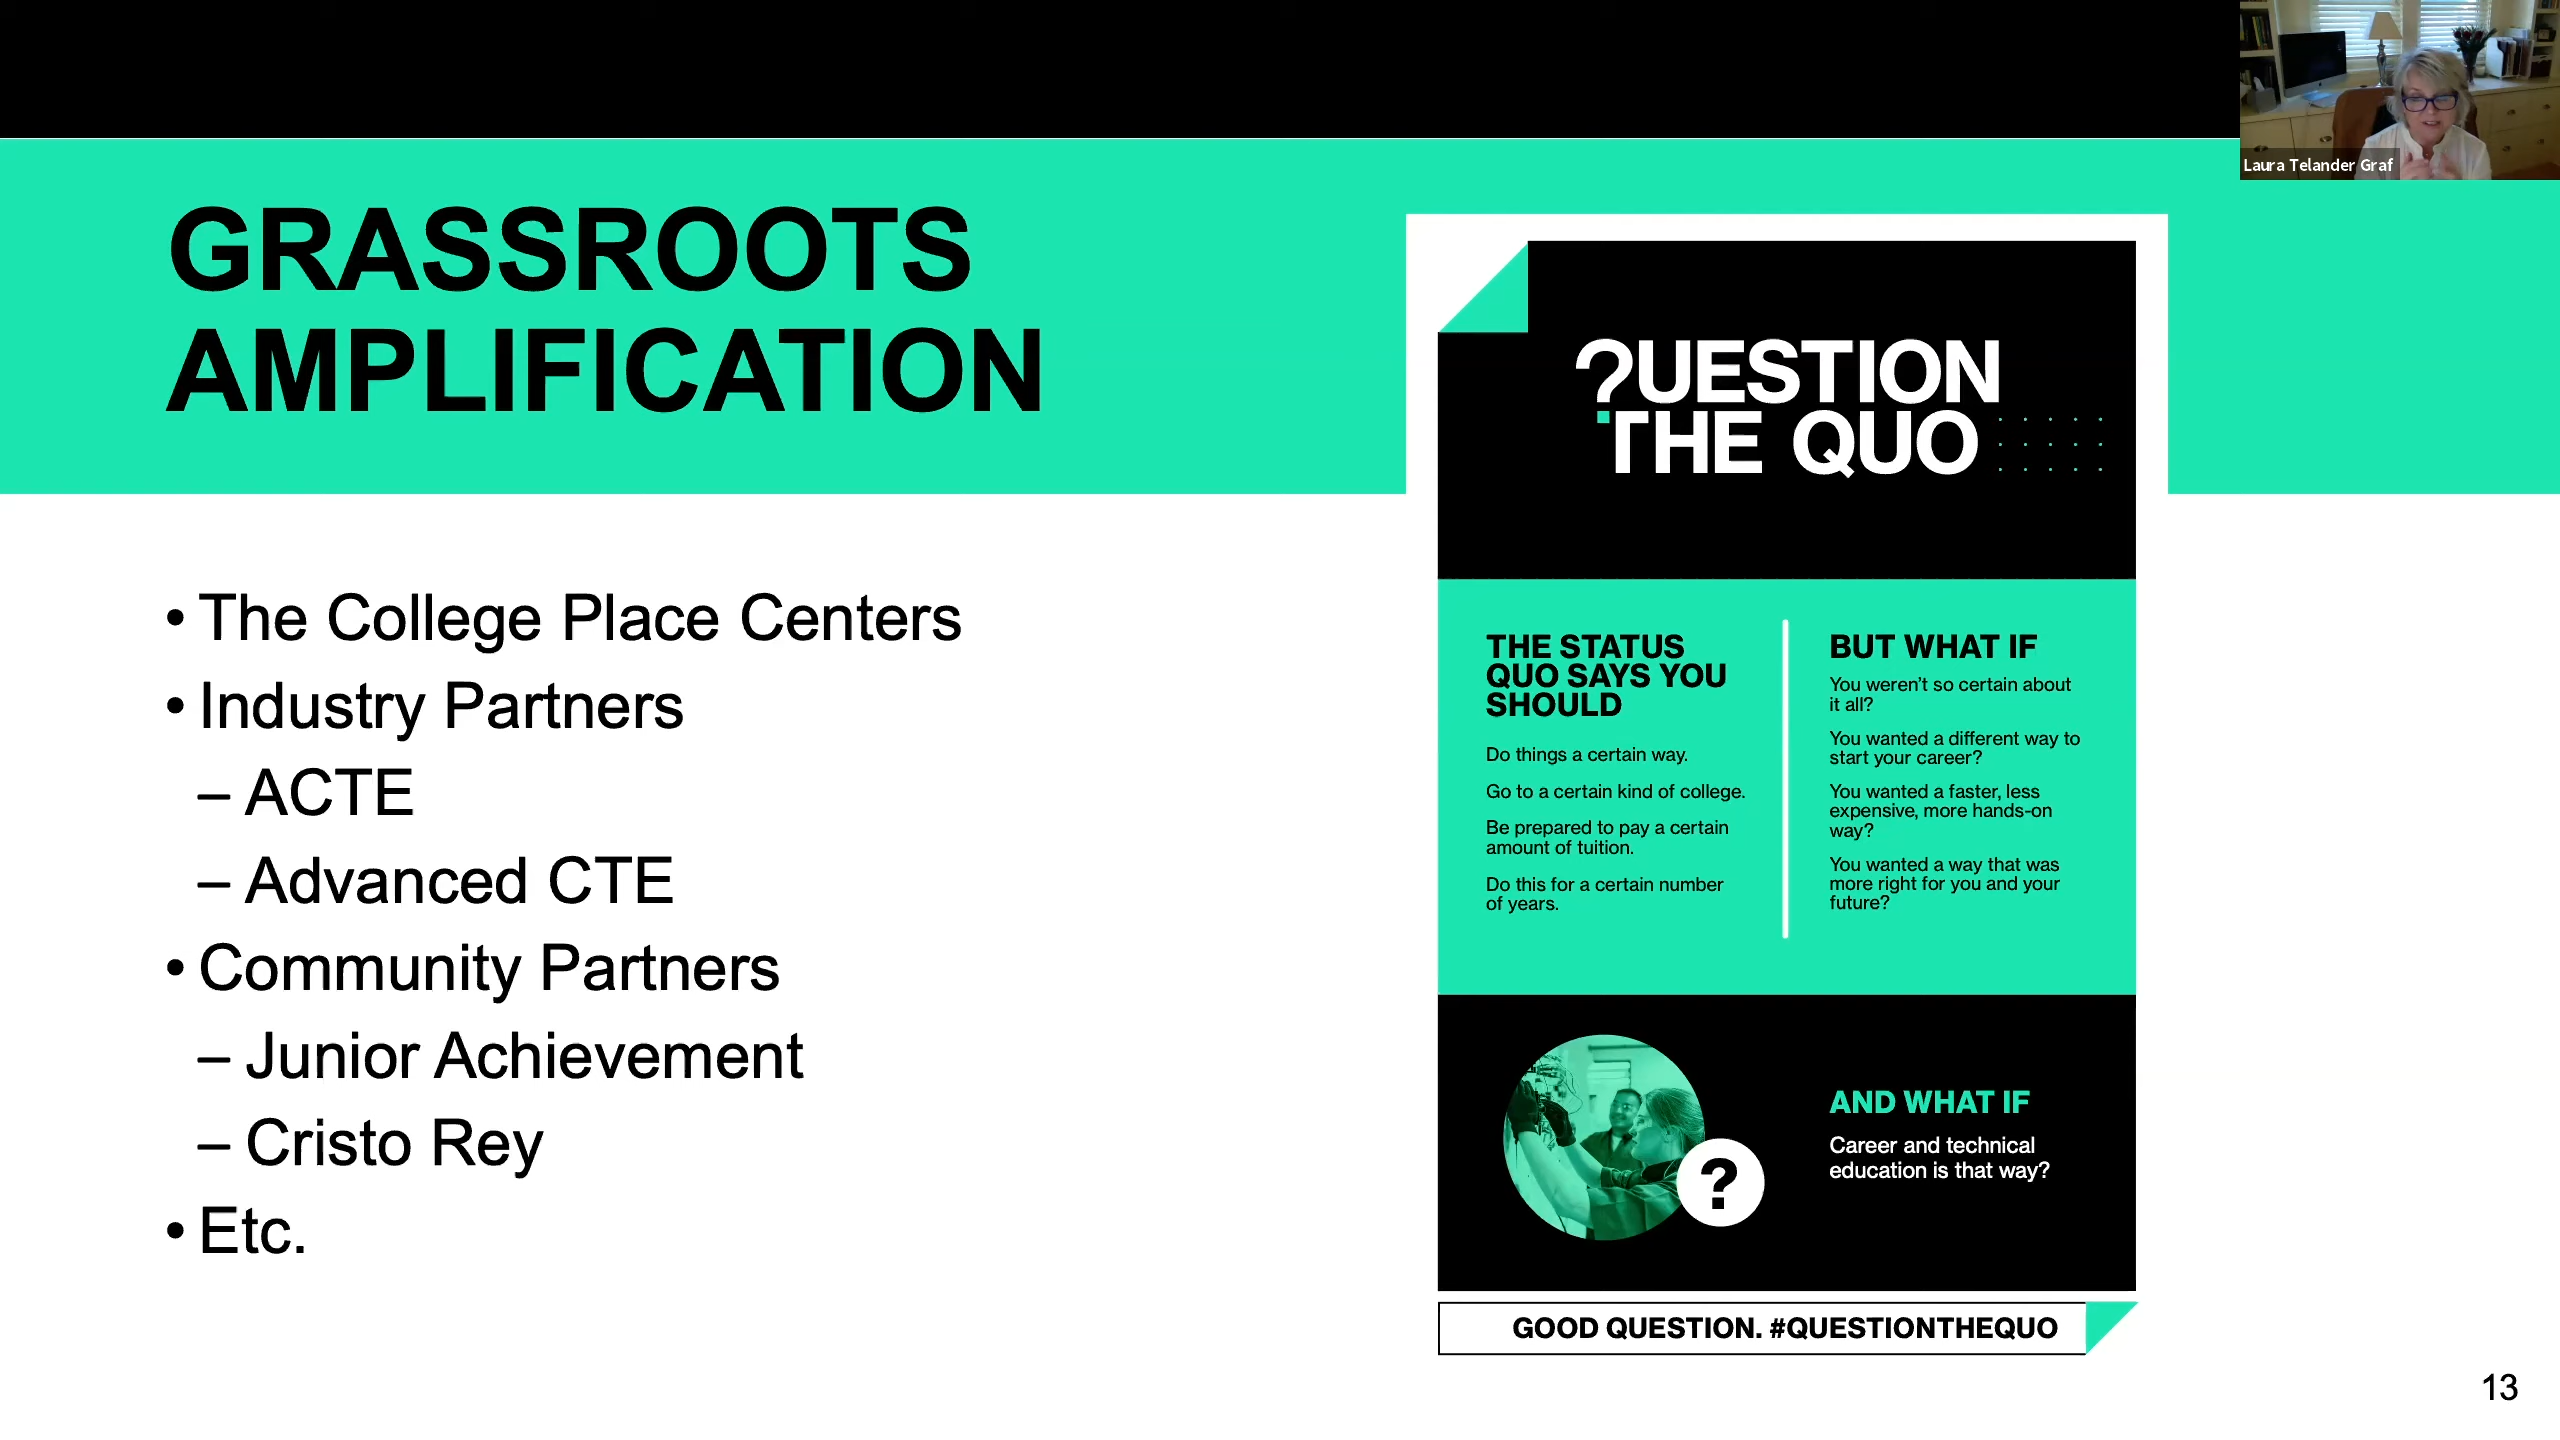 Laura Telander Graf
GRASSROOTS
AMPLIFICATION
• The College Place Centers
• Industry Partners
– ACTE
– Advanced CTE
• Community Partners
– Junior Achievement
– Cristo Rey
• Etc.
?UESTION
THE QUO
THE STATUS
QUO SAYS YOU
SHOULD
Do things a certain way.
Go to a certain kind of college.
Be prepared to pay a certain
amount of tuition.
Do this for a certain number
of years.
BUT WHAT IF
You weren't so certain about
it all?
You wanted a different way to
start your career?
You wanted a faster, less
expensive, more hands-on
way?
You wanted a way that was
more right for you and your
future?
?
AND WHAT IF
Career and technical
education is that way?
GOOD QUESTION. #QUESTIONTHEQUO
13